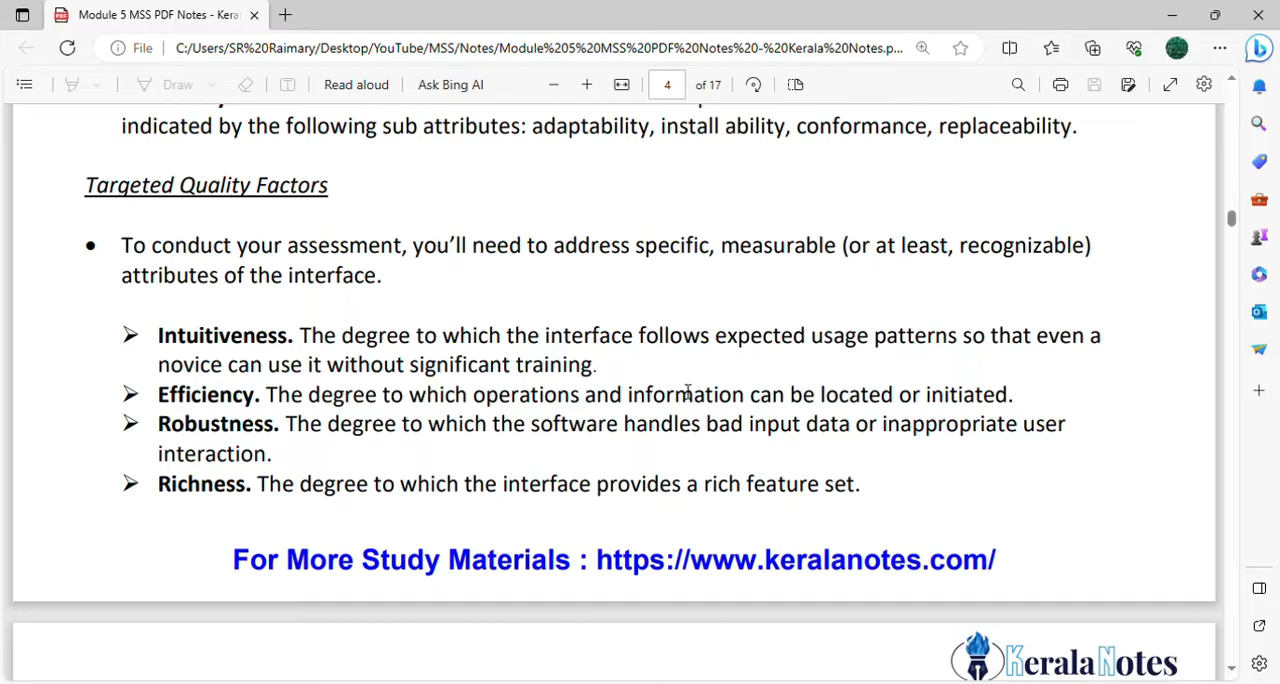 Module 5 MSS PDF Notes - Kera
File
C:/Users/SR%20Raimary/Desktop/YouTube/MSS/Notes/Module%205%20MSS%20PDF%20Notes%20-%20Kerala%20Notes.p...
Draw
Read aloud
Ask Bing AI
4
of 17
indicated by the following sub attributes: adaptability, install ability, conformance, replaceability.
Targeted Quality Factors
• To conduct your assessment, you'll need to address specific, measurable (or at least, recognizable)
attributes of the interface.
➢ Intuitiveness. The degree to which the interface follows expected usage patterns so that even a
novice can use it without significant training.
➢ Efficiency. The degree to which operations and information can be located or initiated.
➢ Robustness. The degree to which the software handles bad input data or inappropriate user
interaction.
➢ Richness. The degree to which the interface provides a rich feature set.
For More Study Materials : https://www.keralanotes.com/
KeralaNotes